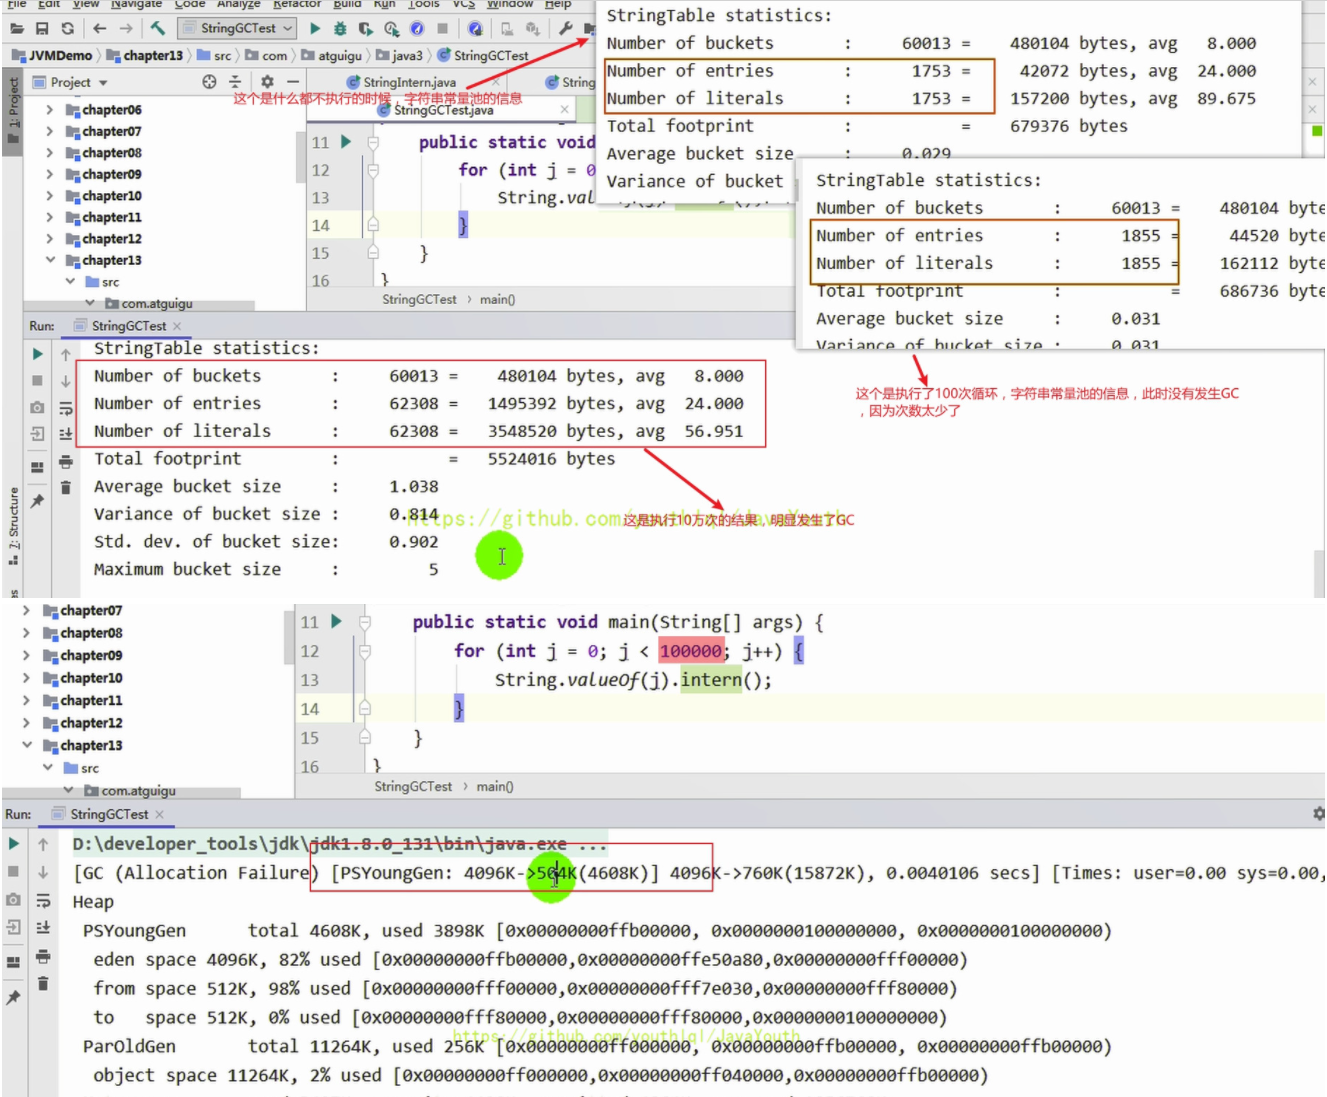 File Edit View Navigate Code Analyze Refactor Build Run Tools VCS Window Help
StringGCTest
JVMDemo chapter13 src com atguigu java3 StringGCTest
1: Project
Project
StringIntern.java
String
这个是什么都不执行的时候，字符串常量池的信息
StringGCTest.java
chapter06
chapter07
chapter08
chapter09
chapter10
chapter11
chapter12
chapter13
src
com.atguigu
11 public static void
12 for (int j = 0
13 String.val
14 }
15 }
16 }
StringGCTest > main()
StringTable statistics:
Number of buckets : 60013 = 480104 bytes, avg 8.000
Number of entries : 1753 = 42072 bytes, avg 24.000
Number of literals : 1753 = 157200 bytes, avg 89.675
Total footprint : = 679376 bytes
Average bucket size : 0.029
Variance of bucket
StringTable statistics:
Number of buckets : 60013 = 480104 byte
Number of entries : 1855 = 44520 byte
Number of literals : 1855 = 162112 byte
Total footprint : = 686736 byte
Average bucket size : 0.031
Variance of bucket size : 0.031
这个是执行了100次循环，字符串常量池的信息，此时没有发生GC
，因为次数太少了
Run: StringGCTest
StringTable statistics:
Number of buckets : 60013 = 480104 bytes, avg 8.000
Number of entries : 62308 = 1495392 bytes, avg 24.000
Number of literals : 62308 = 3548520 bytes, avg 56.951
Total footprint : = 5524016 bytes
Average bucket size : 1.038
Variance of bucket size : 0.814
Std. dev. of bucket size: 0.902
Maximum bucket size : 5
https://github.com/youthlql/JavaYouth
这是执行10万次的结果，明显发生了GC
7: Structure
chapter07
chapter08
chapter09
chapter10
chapter11
chapter12
chapter13
src
com.atguigu
11 public static void main(String[] args) {
12 for (int j = 0; j < 100000; j++) {
13 String.valueOf(j).intern();
14 }
15 }
16 }
StringGCTest > main()
Run: StringGCTest
D:\developer_tools\jdk\jdk1.8.0_131\bin\java.exe ...
[GC (Allocation Failure) [PSYoungGen: 4096K->504K(4608K)] 4096K->760K(15872K), 0.0040106 secs] [Times: user=0.00 sys=0.00,
Heap
PSYoungGen total 4608K, used 3898K [0x00000000ffb00000, 0x0000000100000000, 0x0000000100000000)
eden space 4096K, 82% used [0x00000000ffb00000,0x00000000ffe50a80,0x00000000fff00000)
from space 512K, 98% used [0x00000000fff00000,0x00000000fff7e030,0x00000000fff80000)
to space 512K, 0% used [0x00000000fff80000,0x00000000fff80000,0x0000000100000000)
https://github.com/youthlql/JavaYouth
ParOldGen total 11264K, used 256K [0x00000000ff000000, 0x00000000ffb00000, 0x00000000ffb00000)
object space 11264K, 2% used [0x00000000ff000000,0x00000000ff040000,0x00000000ffb00000)